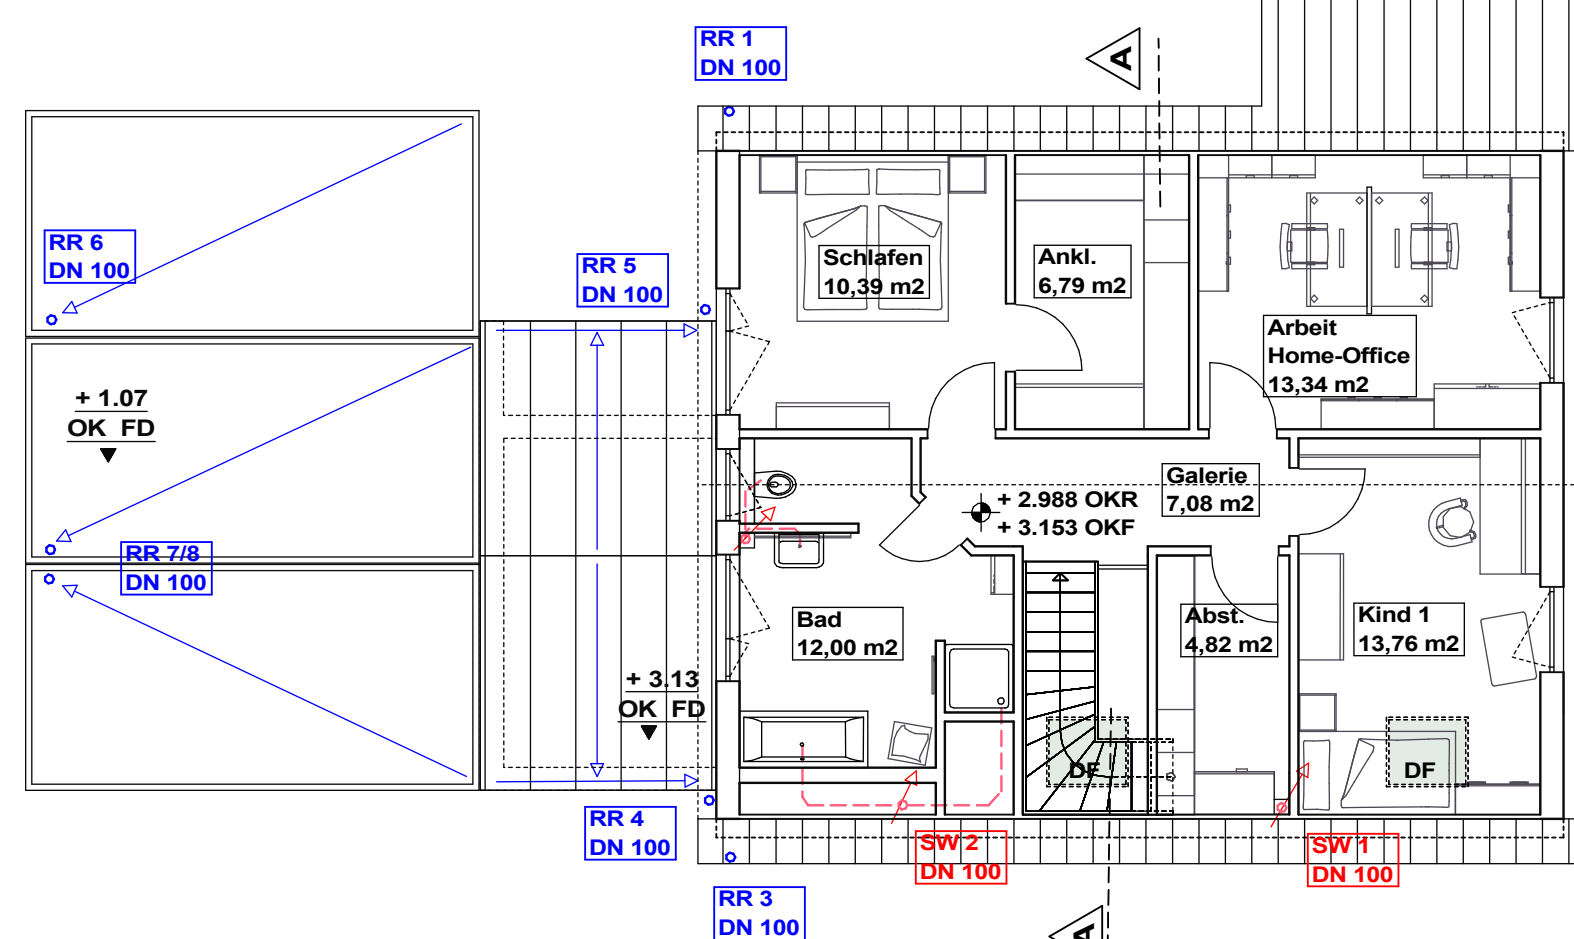 RR 1
DN 100
A
RR 6
DN 100
RR 5
DN 100
Schlafen
10,39 m2
Ankl.
6,79 m2
Arbeit
Home-Office
13,34 m2
+ 1.07
OK FD
Galerie
7,08 m2
+ 2.988 OKR
+ 3.153 OKF
RR 7/8
DN 100
Bad
12,00 m2
Abst.
4,82 m2
Kind 1
13,76 m2
+ 3.13
OK FD
DF
DF
RR 4
DN 100
SW 2
DN 100
SW 1
DN 100
RR 3
DN 100
A